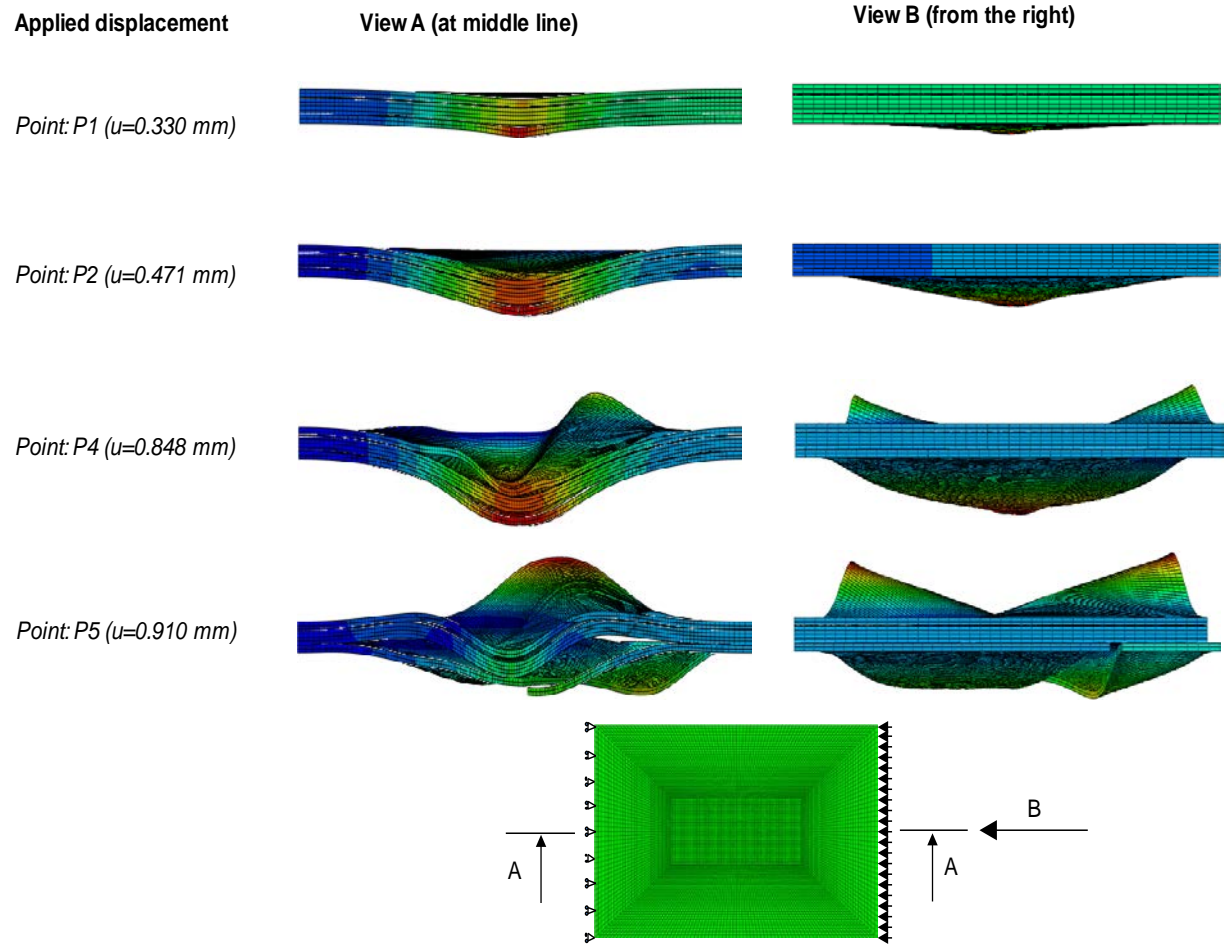 Applied displacement
View A (at middle line)
View B (from the right)
Point: P1 (u=0.330 mm)
Point: P2 (u=0.471 mm)
Point: P4 (u=0.848 mm)
Point: P5 (u=0.910 mm)
B
A
A